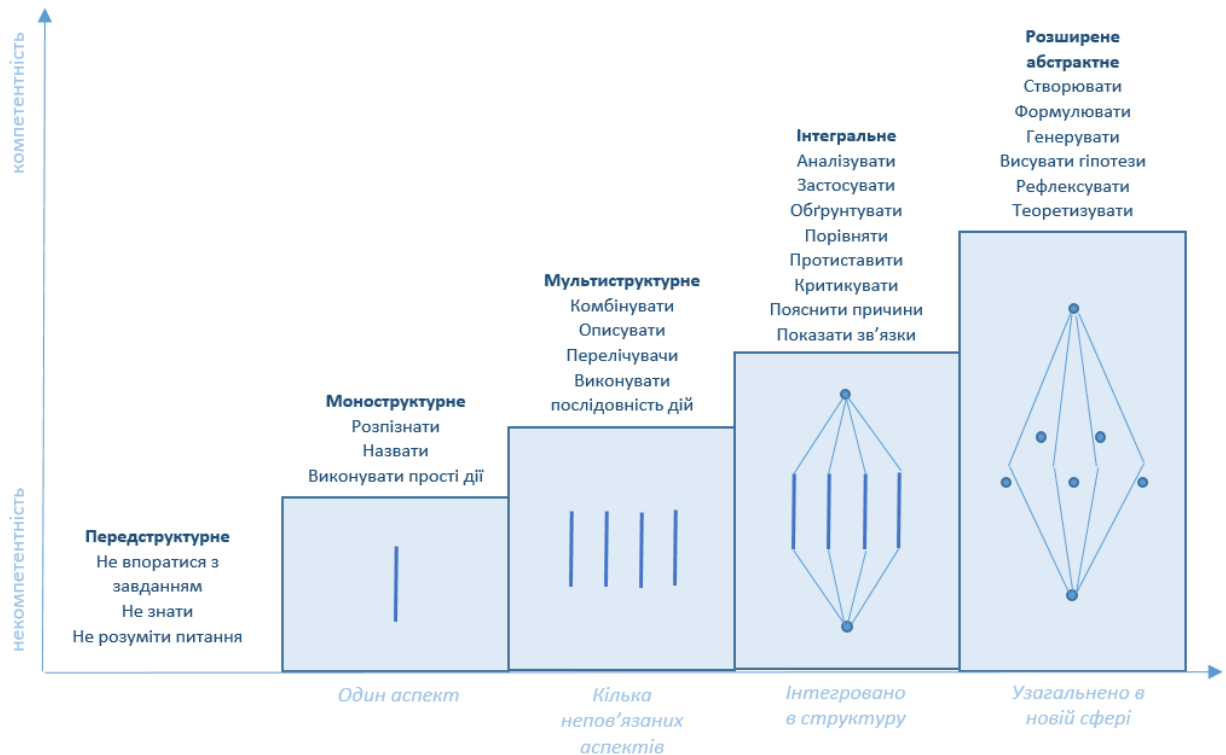 компетентність
некомпетентність
Передструктурне
Не впоратися з
завданням
Не знати
Не розуміти питання
Моноструктурне
Розпізнати
Назвати
Виконувати прості дії
Мультиструктурне
Комбінувати
Описувати
Перелічувачи
Виконувати
послідовність дій
Інтегральне
Аналізувати
Застосувати
Обґрунтувати
Порівняти
Протиставити
Критикувати
Пояснити причини
Показати зв’язки
Розширене
абстрактне
Створювати
Формулювати
Генерувати
Висувати гіпотези
Рефлексувати
Теоретизувати
Один аспект
Кілька
непов’язаних
аспектів
Інтегровано
в структуру
Узагальнено в
новій сфері